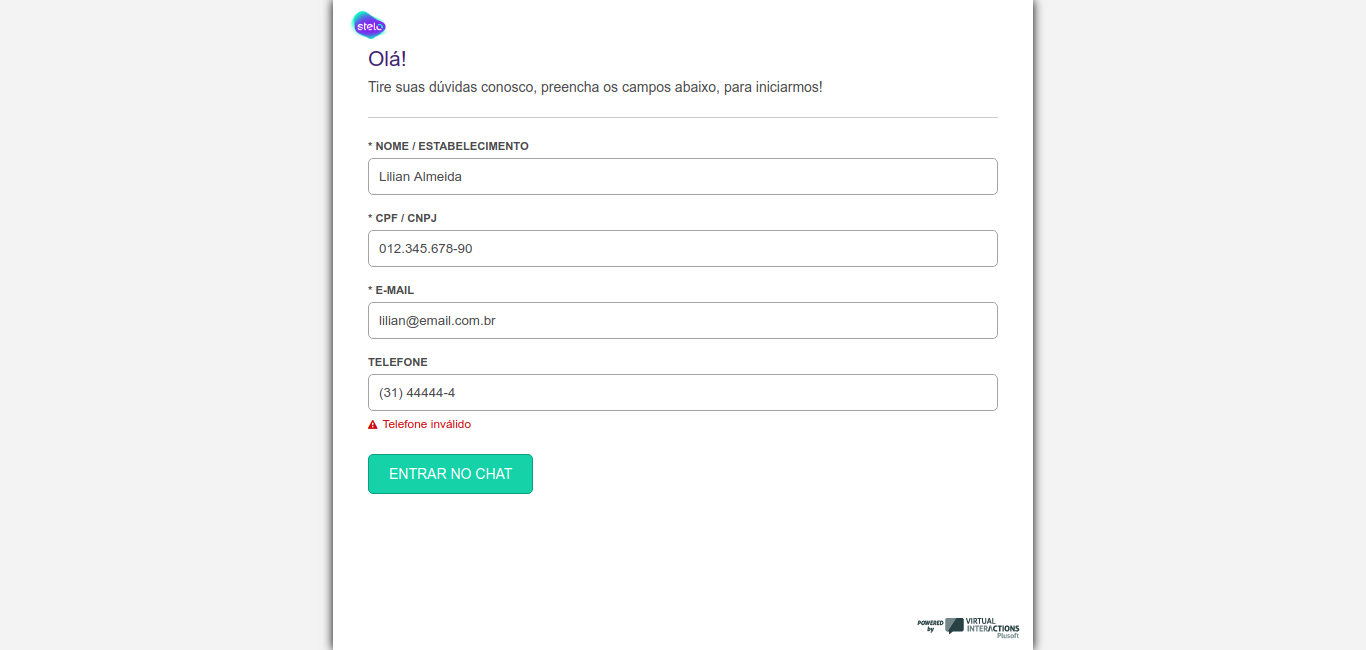 stelo
Olá!
Tire suas dúvidas conosco, preencha os campos abaixo, para iniciarmos!
* NOME / ESTABELECIMENTO
Lilian Almeida
* CPF / CNPJ
012.345.678-90
* E-MAIL
lilian@email.com.br
TELEFONE
(31) 44444-4
Telefone inválido
ENTRAR NO CHAT
POWERED by
VIRTUAL
INTERACTIONS
Plusoft